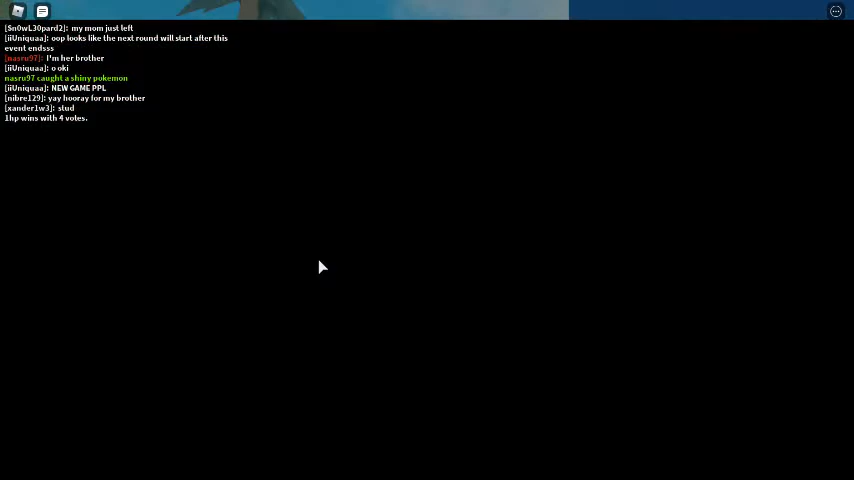 [Sn0wL30pard2]: my mom just left
[iiUniquaa]: oop looks like the next round will start after this
event endsss
[nasru97]: I'm her brother
[iiUniquaa]: o oki
nasru97 caught a shiny pokemon
[iiUniquaa]: NEW GAME PPL
[nibre129]: yay hooray for my brother
[xander1w3]: stud
1hp wins with 4 votes.